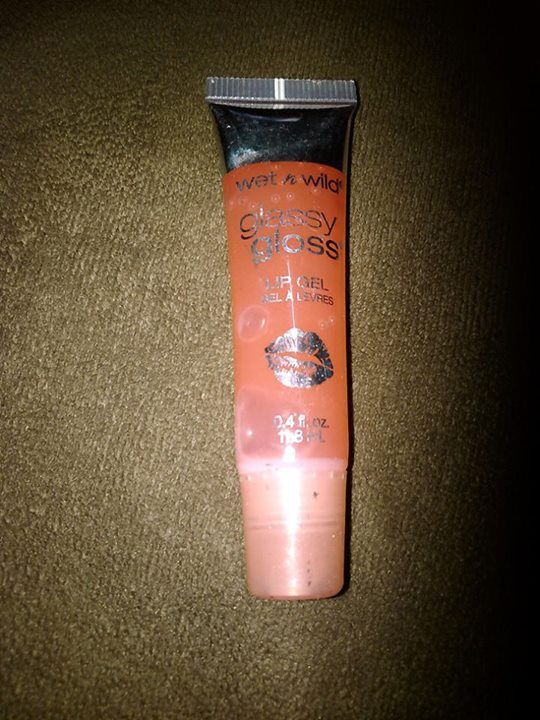 wet n wild®
glassy
gloss
LIP GEL
GEL À LÈVRES
0.4 fl. oz.
11.8 mL